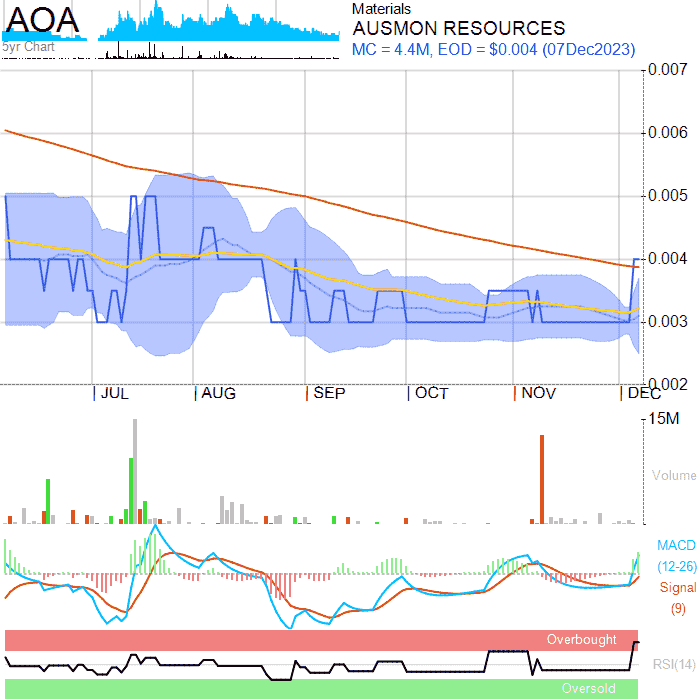 AOA
5yr Chart
Materials
AUSMON RESOURCES
MC = 4.4M, EOD = $0.004 (07Dec2023)
0.007
0.006
0.005
0.004
0.003
0.002
JUL AUG SEP OCT NOV DEC
15M
Volume
MACD
(12-26)
Signal
(9)
Overbought
RSI(14)
Oversold